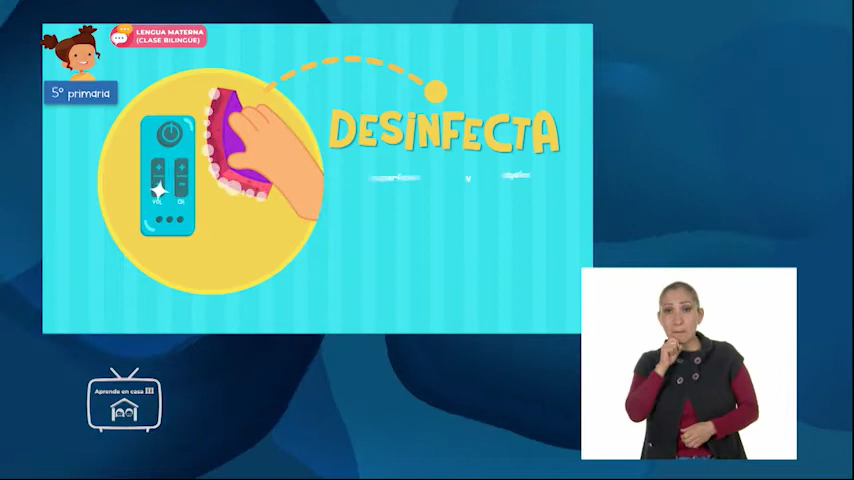 LENGUA MATERNA
(CLASE BILINGÜE)
5° primaria
DESINFECTA
y
VOL
CH
Aprende en casa III